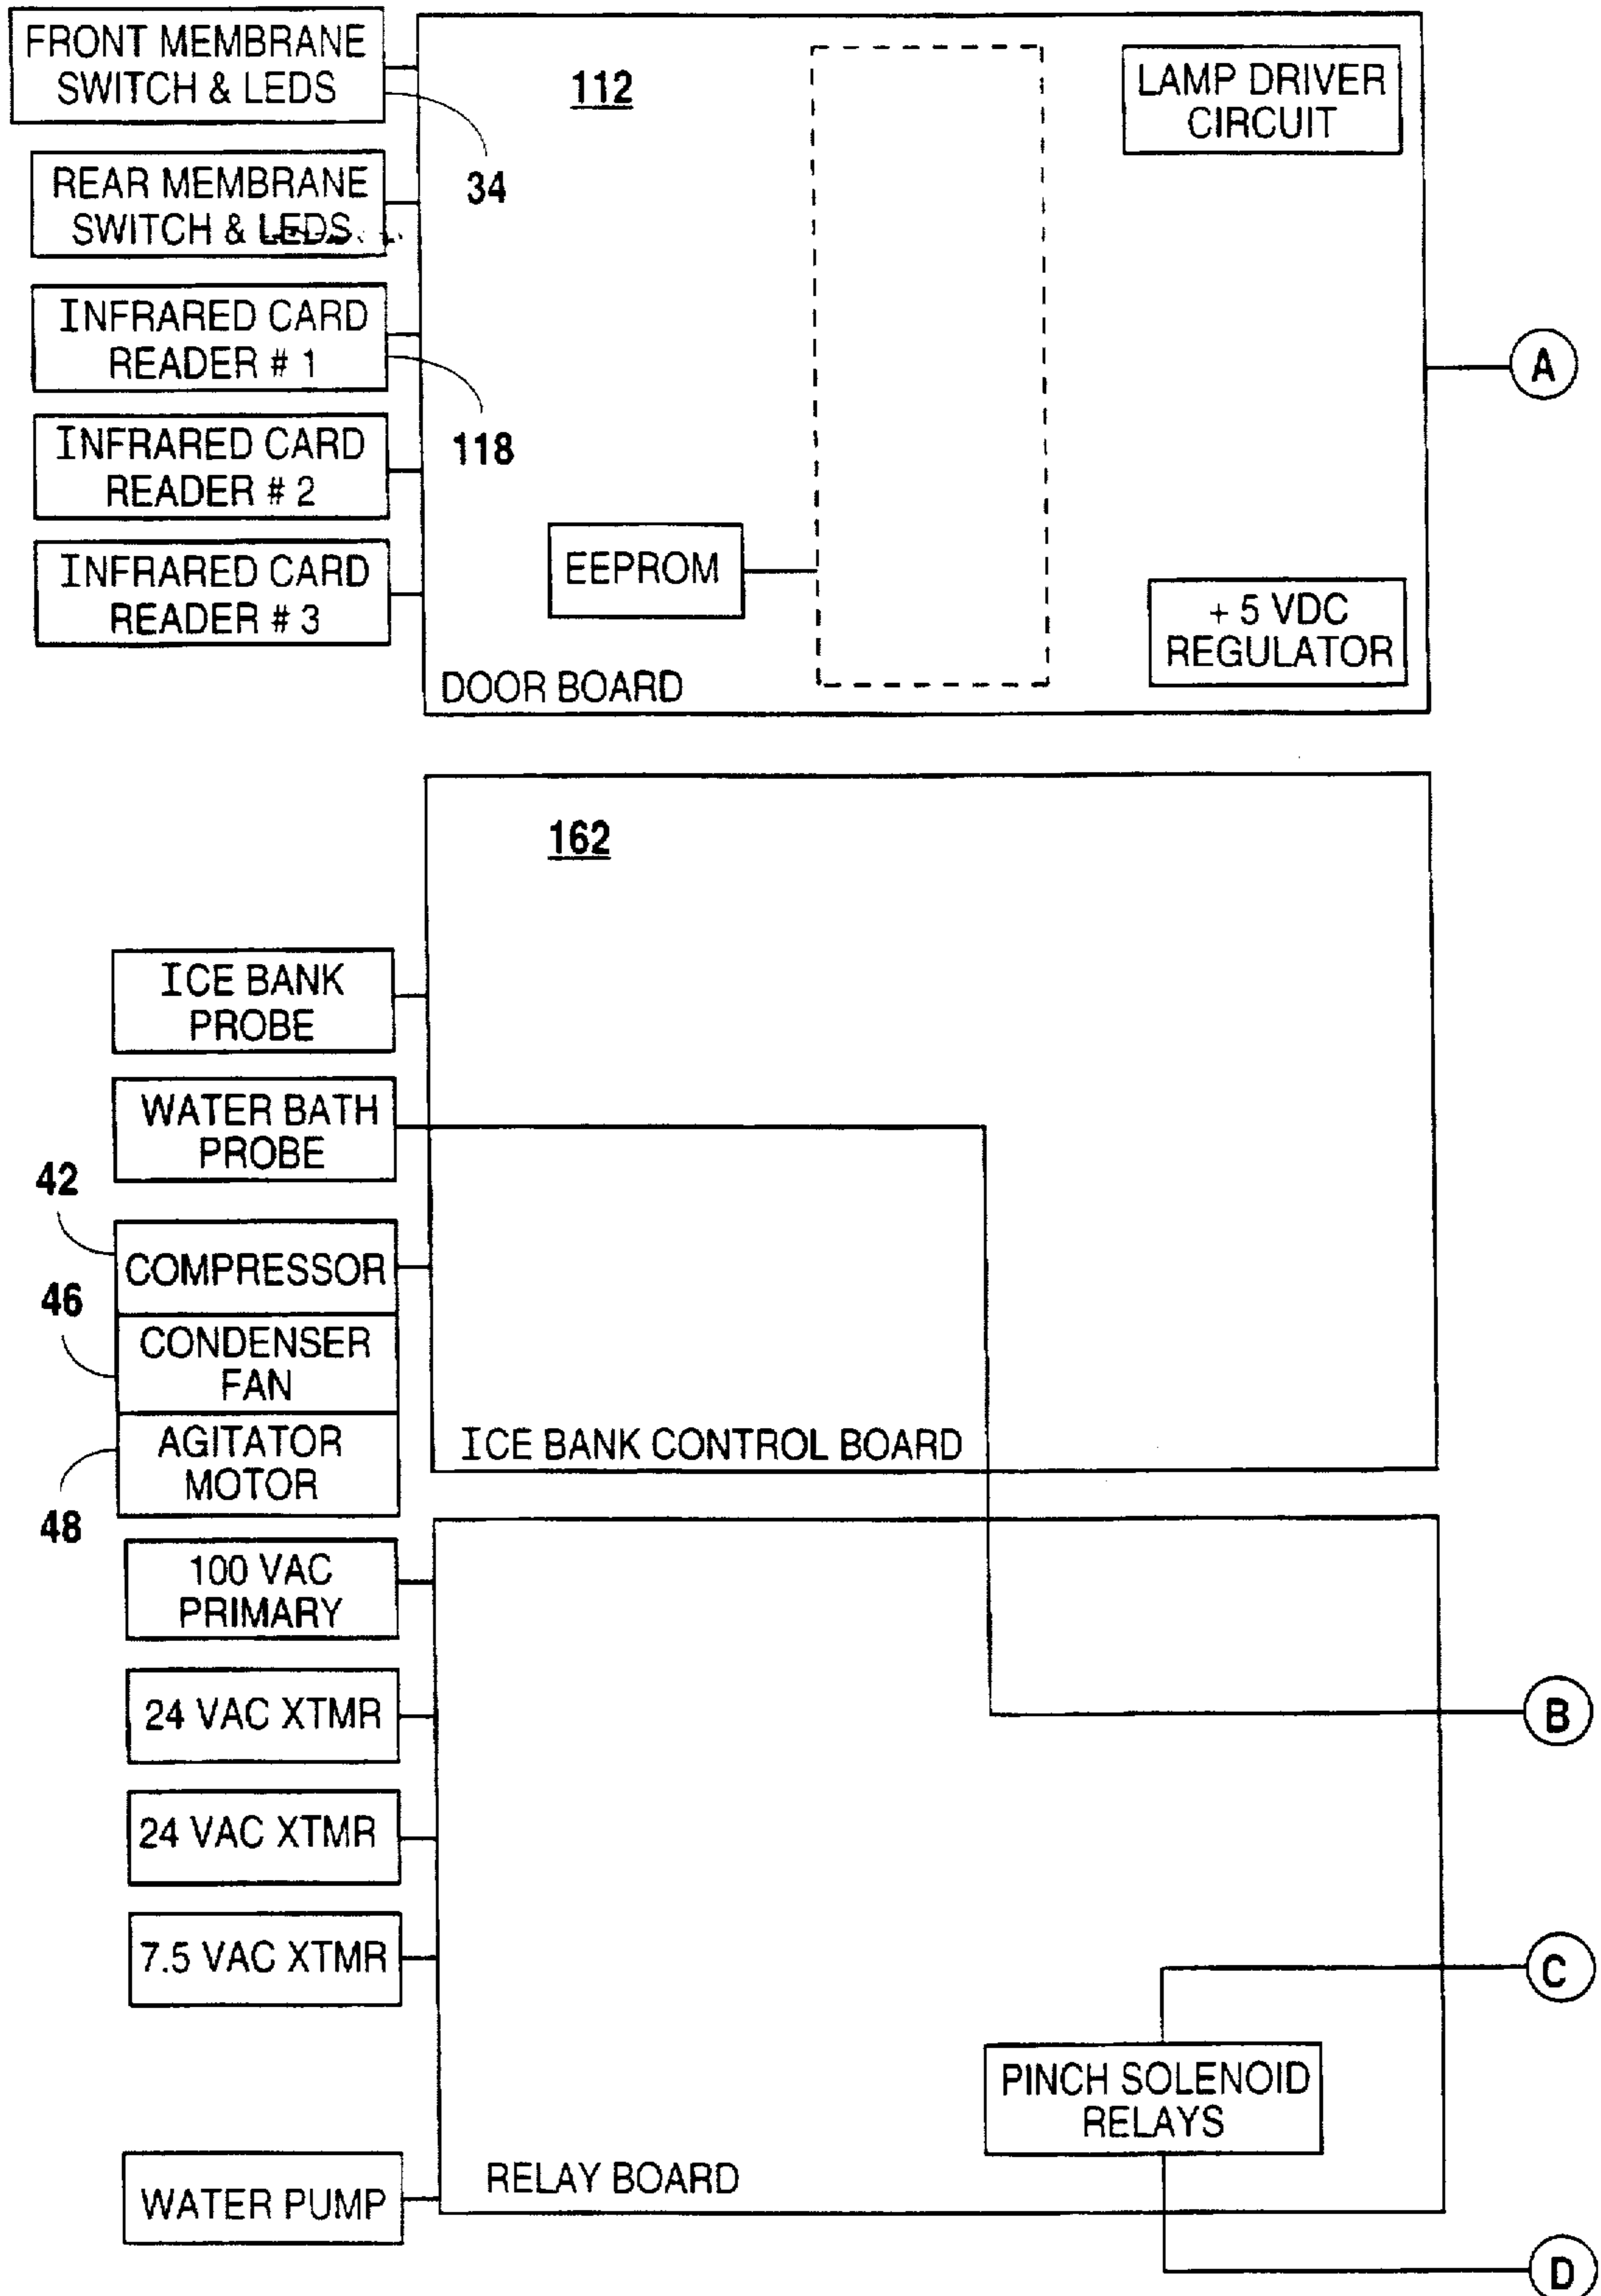 FRONT MEMBRANE
SWITCH & LEDS
34
REAR MEMBRANE
SWITCH & LEDS
INFRARED CARD
READER # 1
118
INFRARED CARD
READER # 2
INFRARED CARD
READER # 3
112
LAMP DRIVER
CIRCUIT
EEPROM
+ 5 VDC
REGULATOR
DOOR BOARD
A
162
ICE BANK
PROBE
WATER BATH
PROBE
42
COMPRESSOR
46
CONDENSER
FAN
AGITATOR
MOTOR
48
ICE BANK CONTROL BOARD
100 VAC
PRIMARY
24 VAC XTMR
24 VAC XTMR
7.5 VAC XTMR
WATER PUMP
B
C
PINCH SOLENOID
RELAYS
RELAY BOARD
D